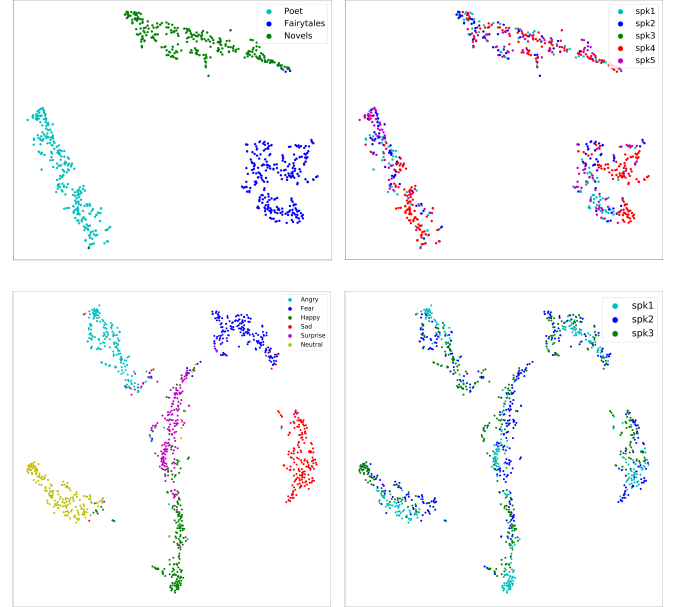 Poet
Fairytales
Novels
spk1
spk2
spk3
spk4
spk5
Angry
Fear
Happy
Sad
Surprise
Neutral
spk1
spk2
spk3